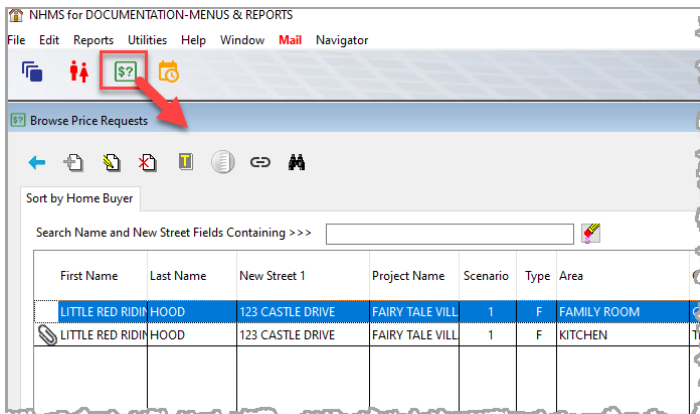 NHMS for DOCUMENTATION-MENUS & REPORTS
File Edit Reports Utilities Help Window Mail Navigator
$?
$? Browse Price Requests
T
Sort by Home Buyer
Search Name and New Street Fields Containing >>>
First Name Last Name New Street 1 Project Name Scenario Type Area
LITTLE RED RIDIN HOOD 123 CASTLE DRIVE FAIRY TALE VILL 1 F FAMILY ROOM
LITTLE RED RIDIN HOOD 123 CASTLE DRIVE FAIRY TALE VILL 1 F KITCHEN